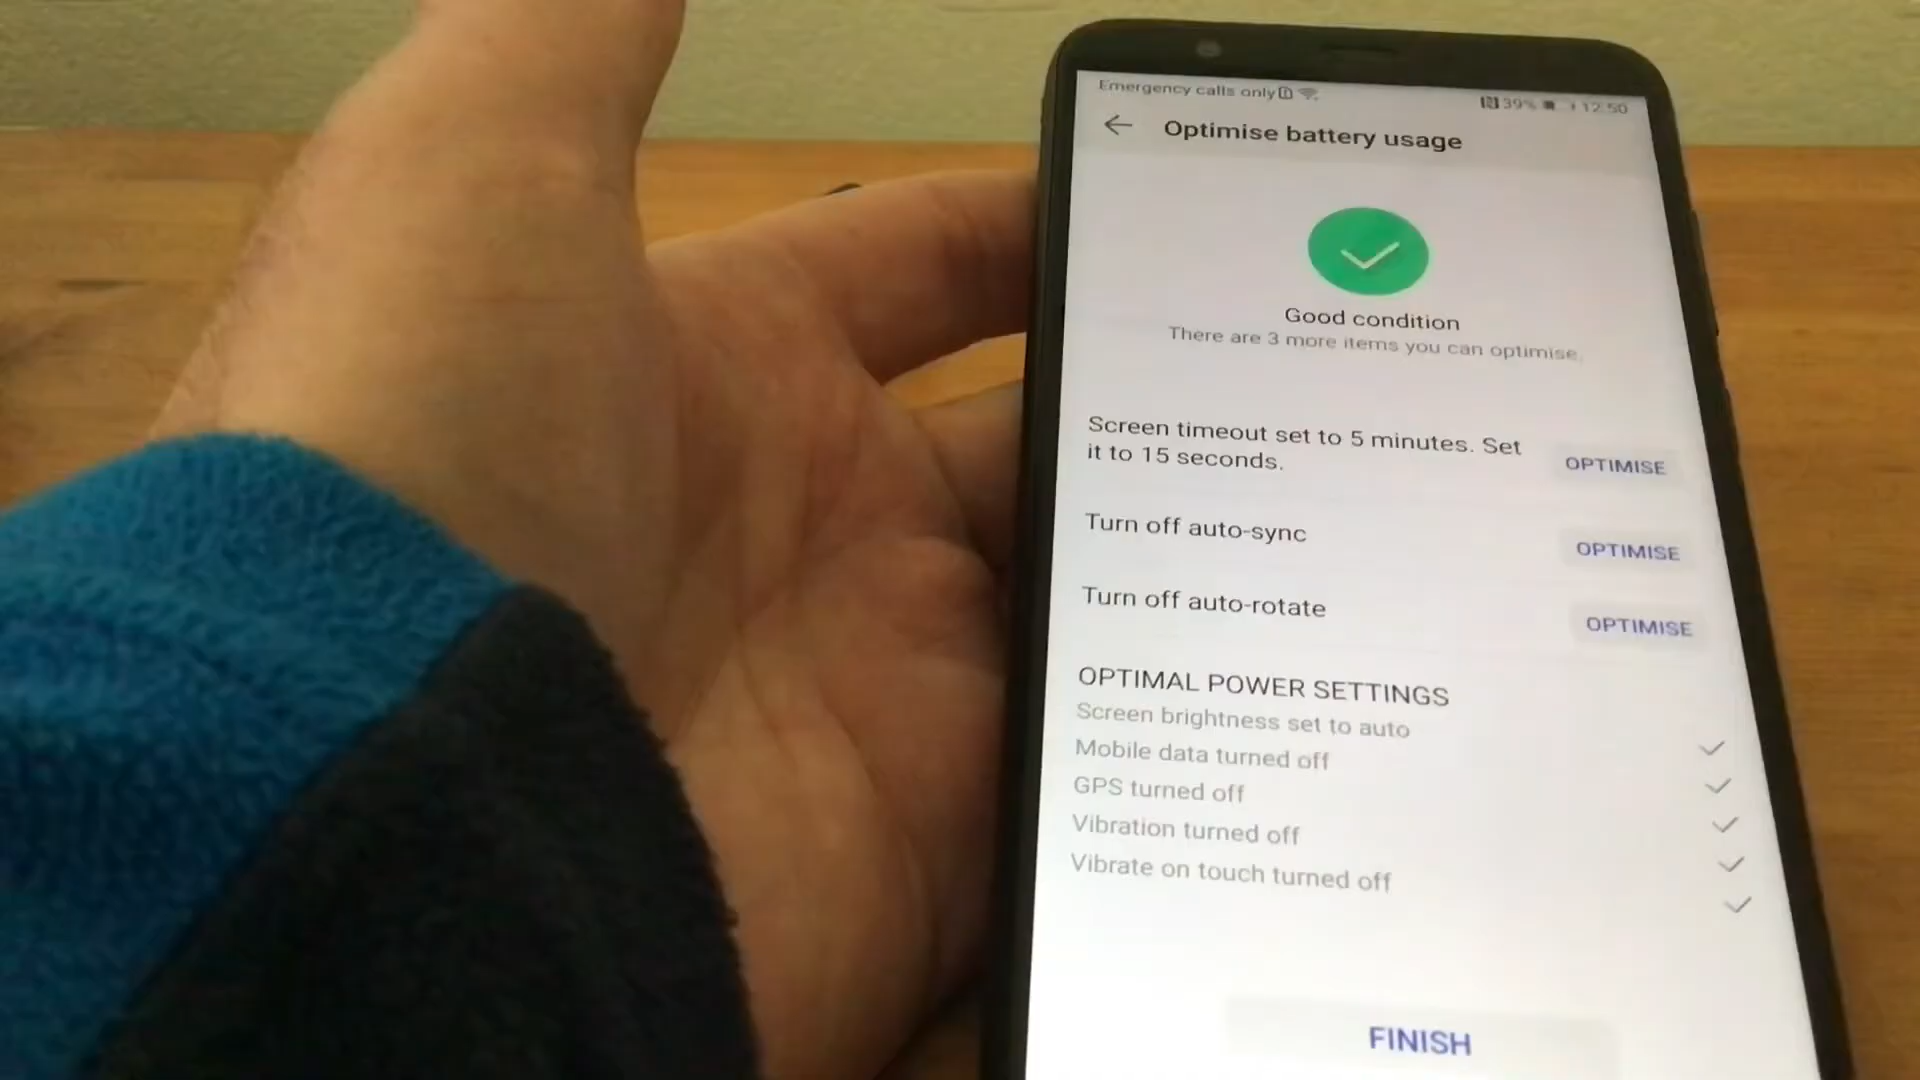 Emergency calls only
39% 12:50
Optimise battery usage
Good condition
There are 3 more items you can optimise.
Screen timeout set to 5 minutes. Set
it to 15 seconds.
OPTIMISE
Turn off auto-sync
OPTIMISE
Turn off auto-rotate
OPTIMISE
OPTIMAL POWER SETTINGS
Screen brightness set to auto
Mobile data turned off
GPS turned off
Vibration turned off
Vibrate on touch turned off
FINISH